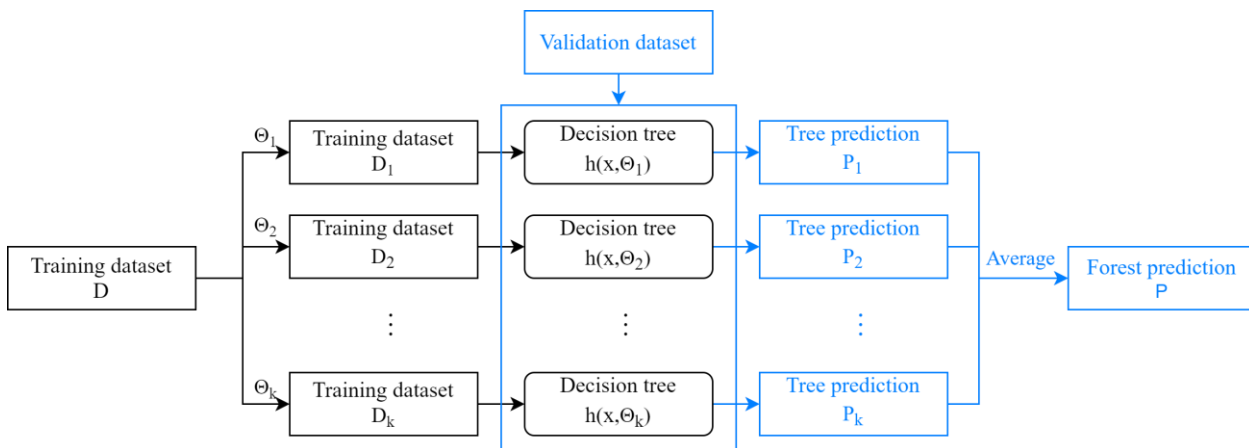 Validation dataset
Θ₁
Training dataset
D₁
Decision tree
h(x,Θ₁)
Tree prediction
P₁
Θ₂
Training dataset
D₂
Decision tree
h(x,Θ₂)
Tree prediction
P₂
Training dataset
D
Average
Forest prediction
P
⋮
⋮
⋮
Θₖ
Training dataset
Dₖ
Decision tree
h(x,Θₖ)
Tree prediction
Pₖ